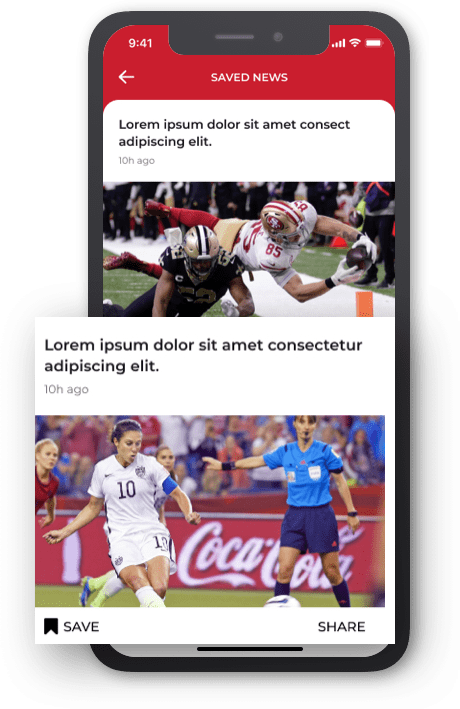 9:41
SAVED NEWS
Lorem ipsum dolor sit amet consect
adipiscing elit.
10h ago
85
Lorem ipsum dolor sit amet consectetur
adipiscing elit.
10h ago
10
Coca-Cola
SAVE
SHARE